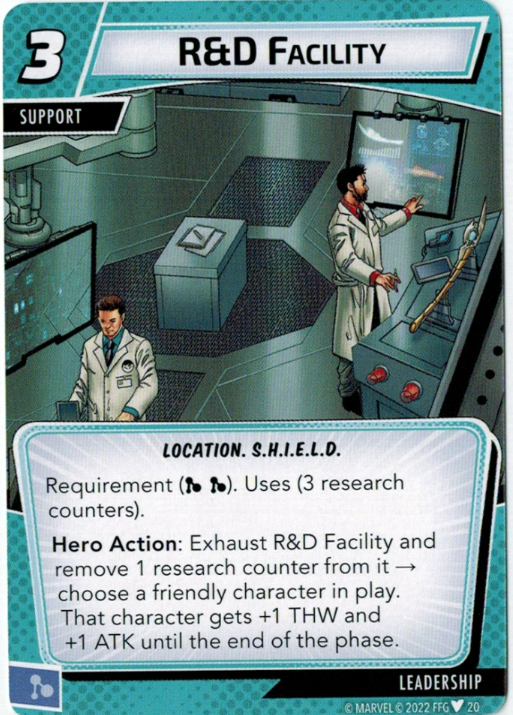 3
R&D FACILITY
SUPPORT
LOCATION. S.H.I.E.L.D.
Requirement ( ). Uses (3 research
counters).
Hero Action: Exhaust R&D Facility and
remove 1 research counter from it →
choose a friendly character in play.
That character gets +1 THW and
+1 ATK until the end of the phase.
LEADERSHIP
© MARVEL © 2022 FFG 20